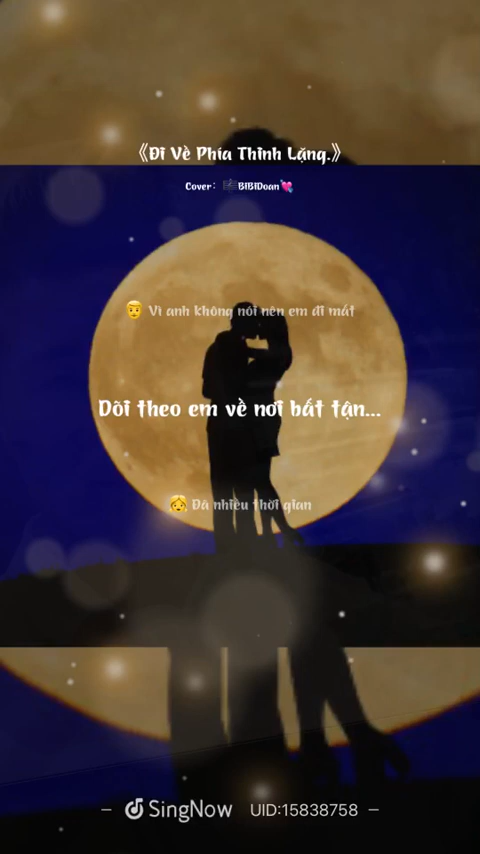 《Đi Về Phía Thinh Lặng.》
Cover: 🎼BIBIDoan💘
👨 Vì anh không nói nên em đi mất
Dõi theo em về nơi bất tận...
👩 Đã nhiều thời gian
– SingNow UID:15838758 –